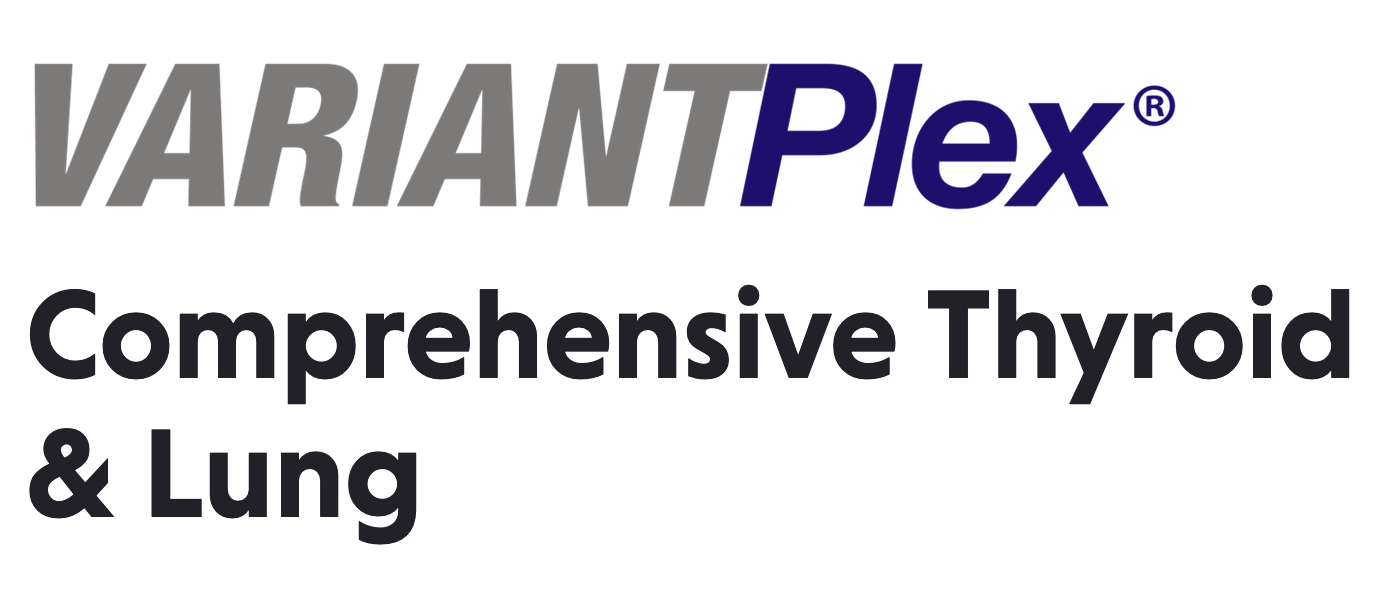 VARIANTPlex®
Comprehensive Thyroid
& Lung